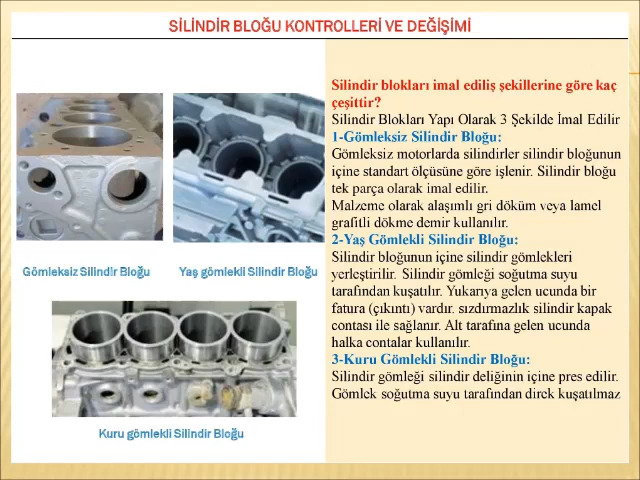 SİLİNDİR BLOĞU KONTROLLERİ VE DEĞİŞİMİ
Gömleksiz Silindir Bloğu
Yaş gömlekli Silindir Bloğu
Kuru gömlekli Silindir Bloğu
Silindir blokları imal ediliş şekillerine göre kaç
çeşittir?
Silindir Blokları Yapı Olarak 3 Şekilde İmal Edilir
1-Gömleksiz Silindir Bloğu:
Gömleksiz motorlarda silindirler silindir bloğunun
içine standart ölçüsüne göre işlenir. Silindir bloğu
tek parça olarak imal edilir.
Malzeme olarak alaşımlı gri döküm veya lamel
grafitli dökme demir kullanılır.
2-Yaş Gömlekli Silindir Bloğu:
Silindir bloğunun içine silindir gömlekleri
yerleştirilir. Silindir gömleği soğutma suyu
tarafından kuşatılır. Yukarıya gelen ucunda bir
fatura (çıkıntı) vardır. sızdırmazlık silindir kapak
contası ile sağlanır. Alt tarafına gelen ucunda
halka contalar kullanılır.
3-Kuru Gömlekli Silindir Bloğu:
Silindir gömleği silindir deliğinin içine pres edilir.
Gömlek soğutma suyu tarafından direk kuşatılmaz